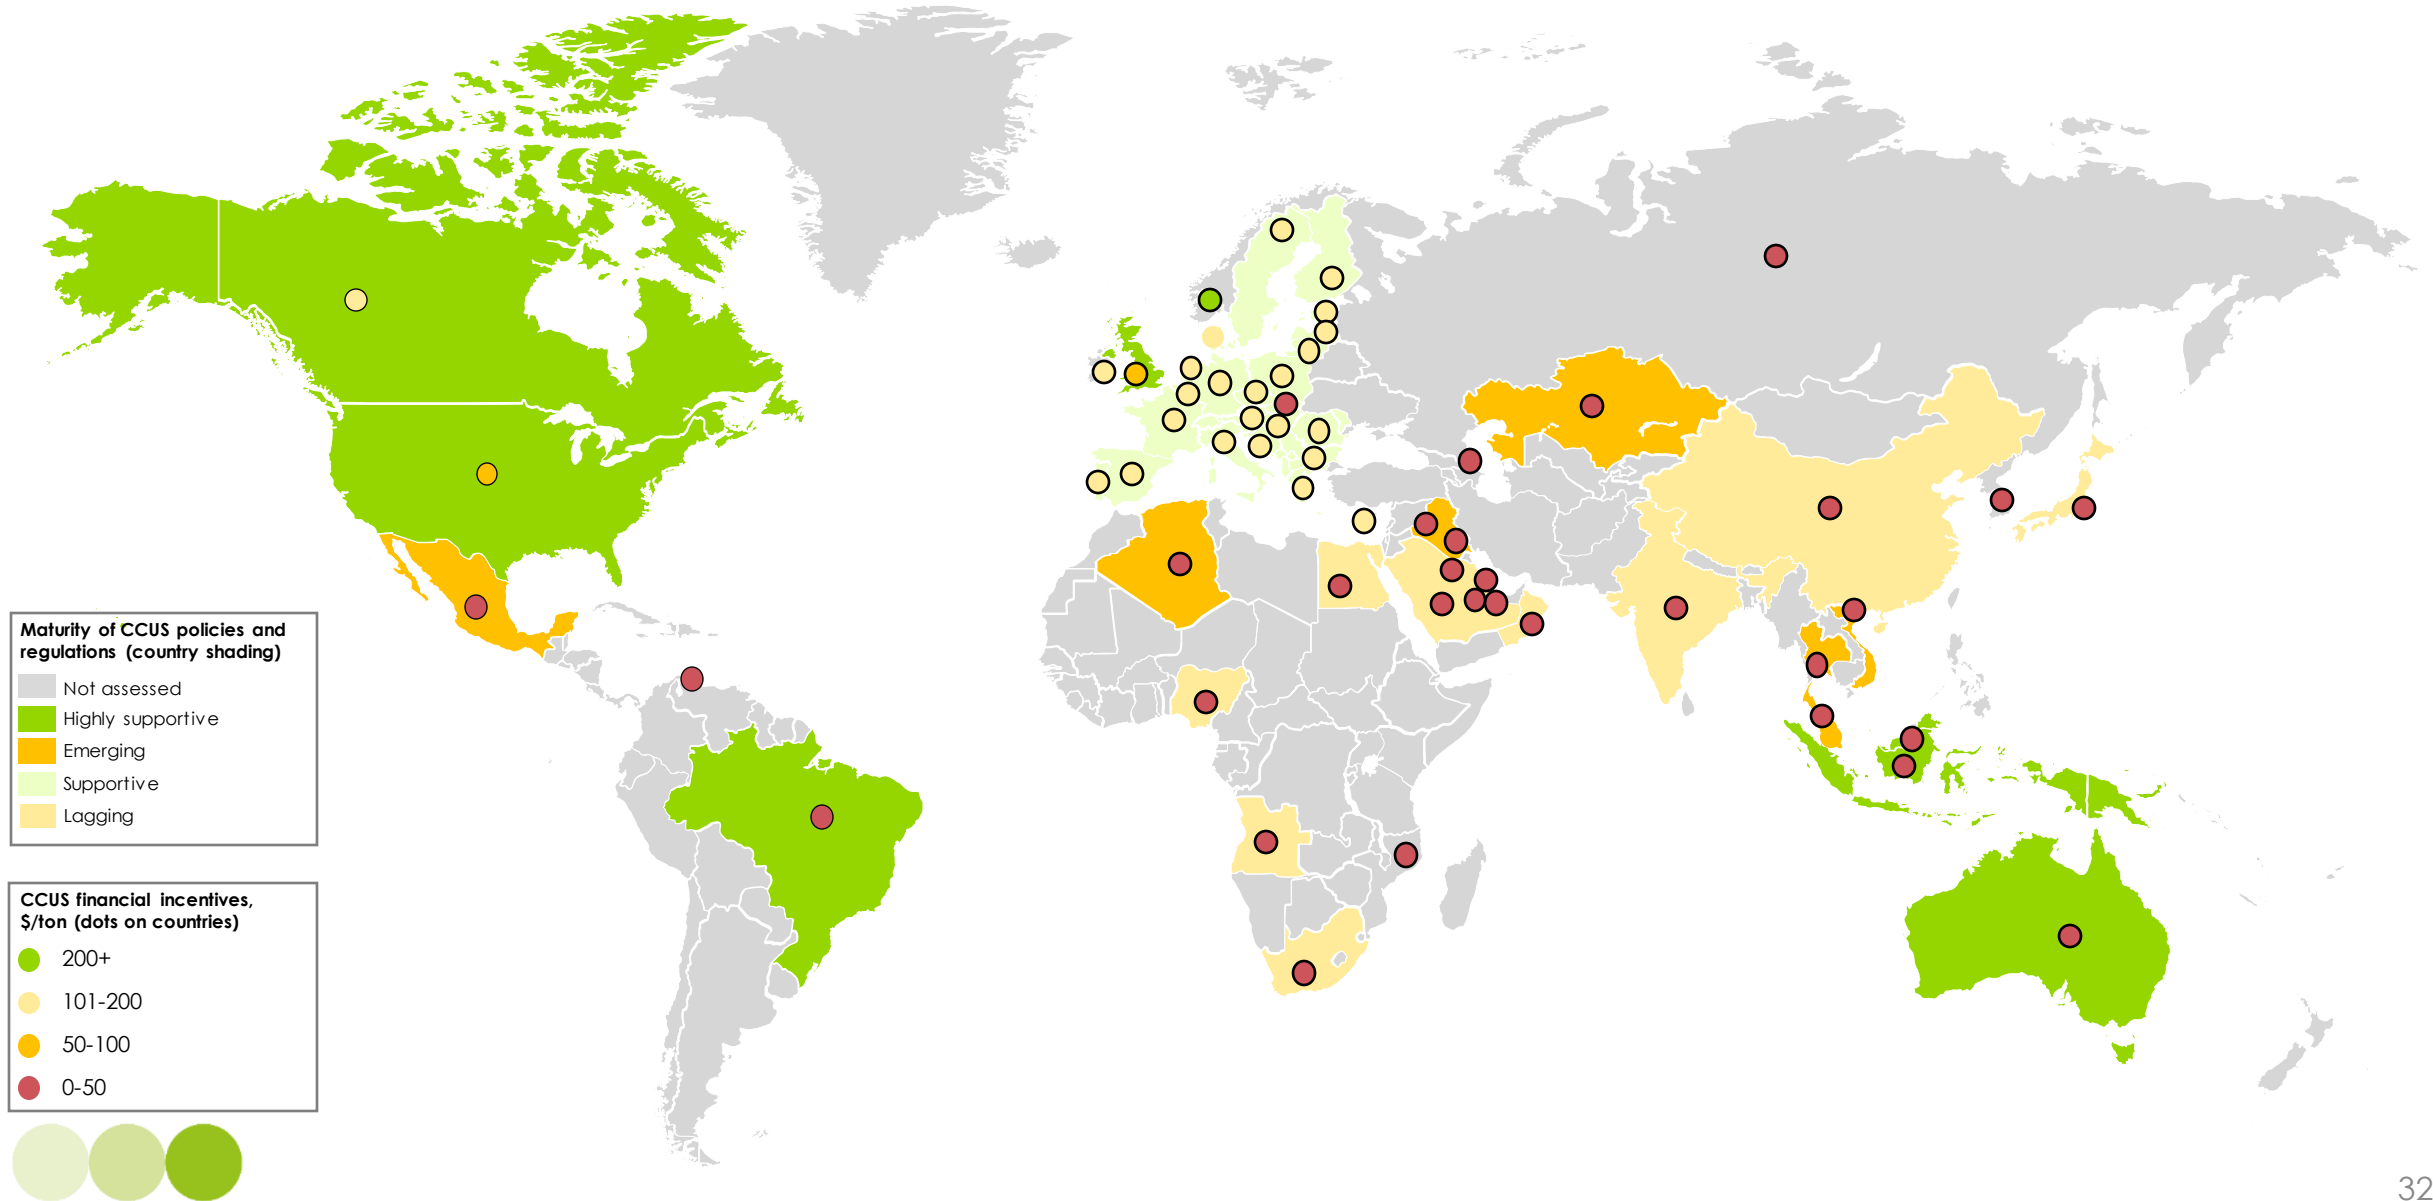 Maturity of CCUS policies and
regulations (country shading)
Not assessed
Highly supportive
Emerging
Supportive
Lagging
CCUS financial incentives,
$/ton (dots on countries)
200+
101-200
50-100
0-50
32